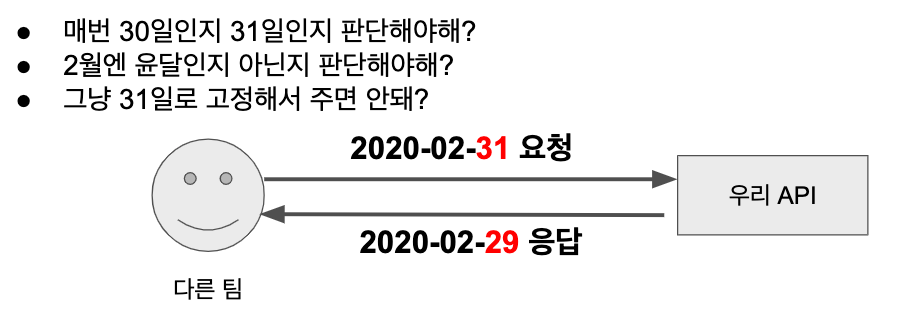 ● 매번 30일인지 31일인지 판단해야해?
● 2월엔 윤달인지 아닌지 판단해야해?
● 그냥 31일로 고정해서 주면 안돼?
2020-02-31 요청
우리 API
2020-02-29 응답
다른 팀